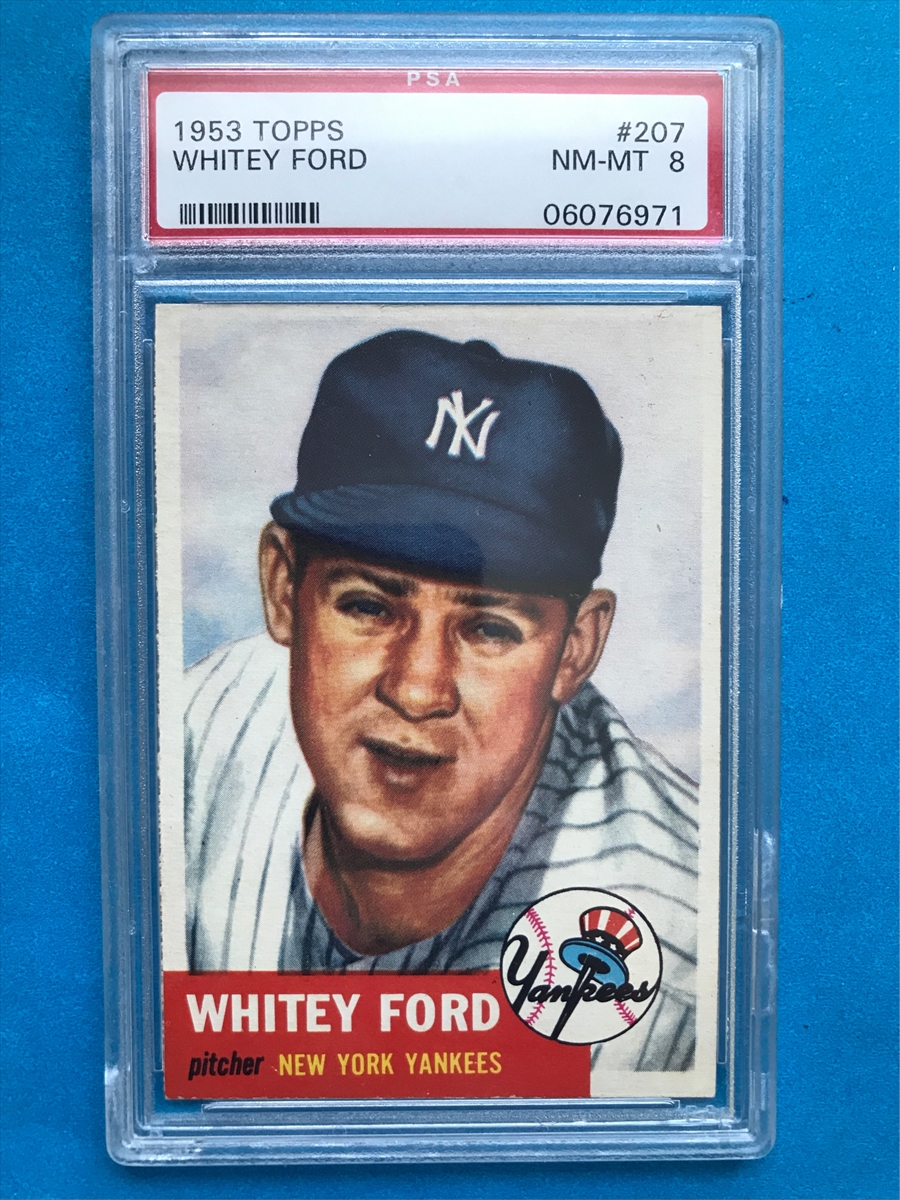 PSA
1953 TOPPS #207
WHITEY FORD NM-MT 8
06076971
NY
WHITEY FORD
Yankees
pitcher NEW YORK YANKEES